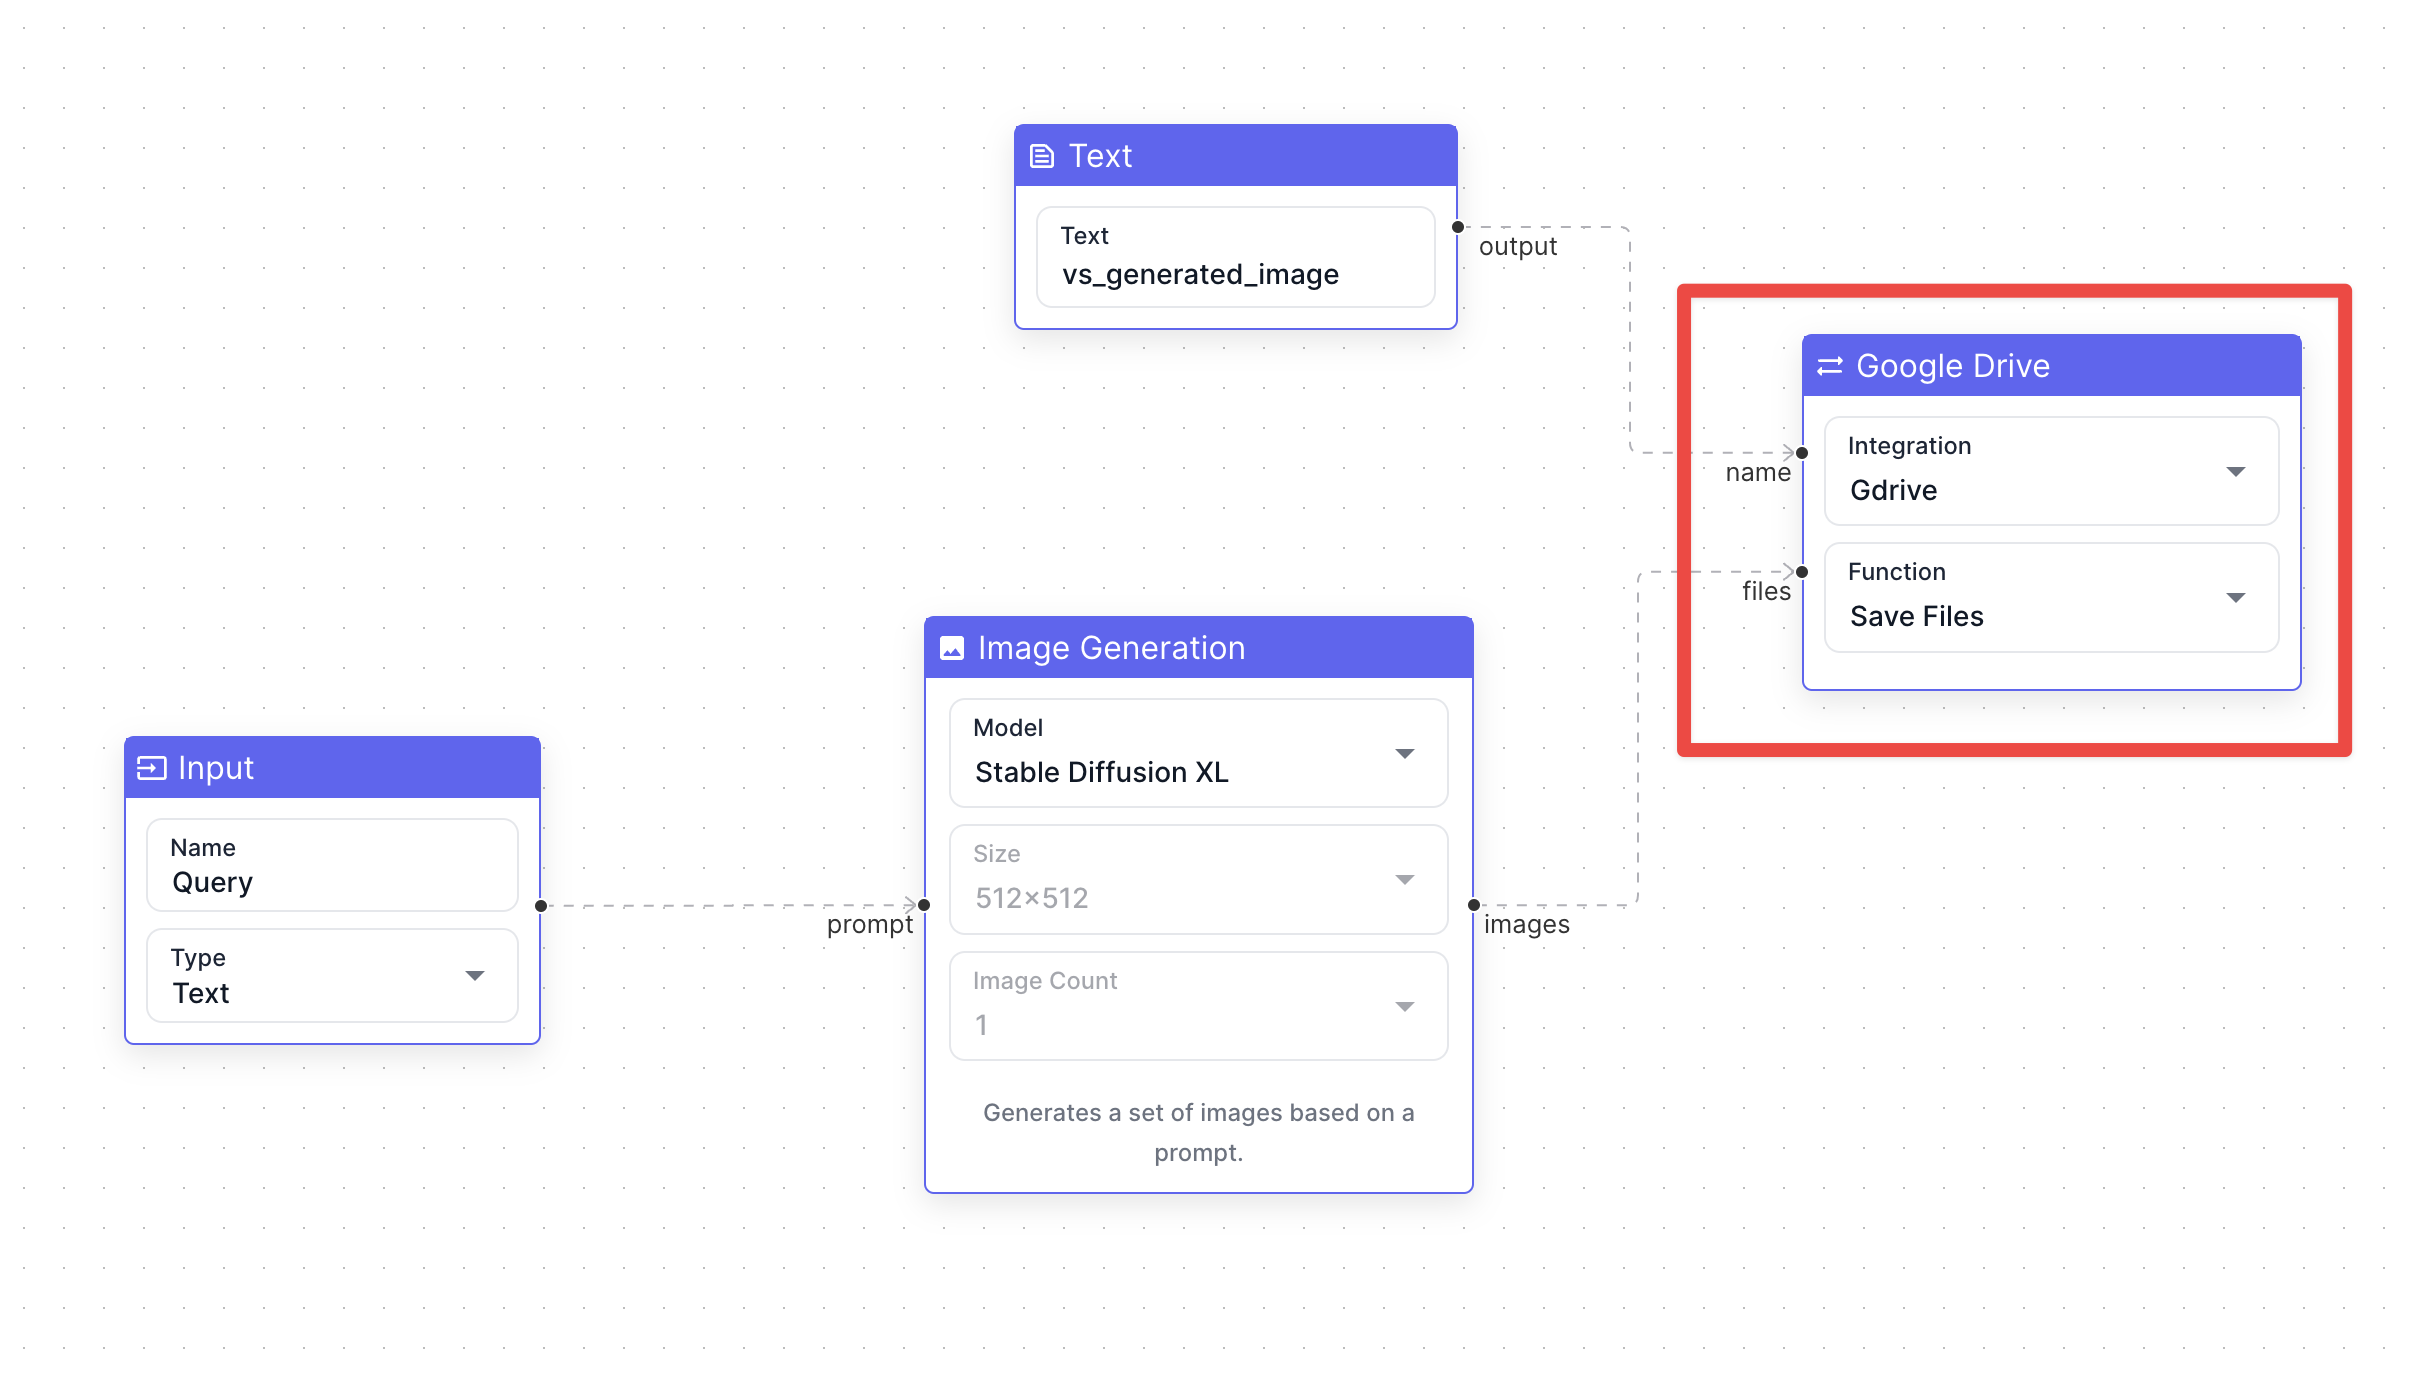 Text
Text
vs_generated_image
output
Google Drive
Integration
Gdrive
name
Function
Save Files
files
Image Generation
Model
Stable Diffusion XL
Size
512×512
Image Count
1
Generates a set of images based on a
prompt.
images
Input
Name
Query
Type
Text
prompt